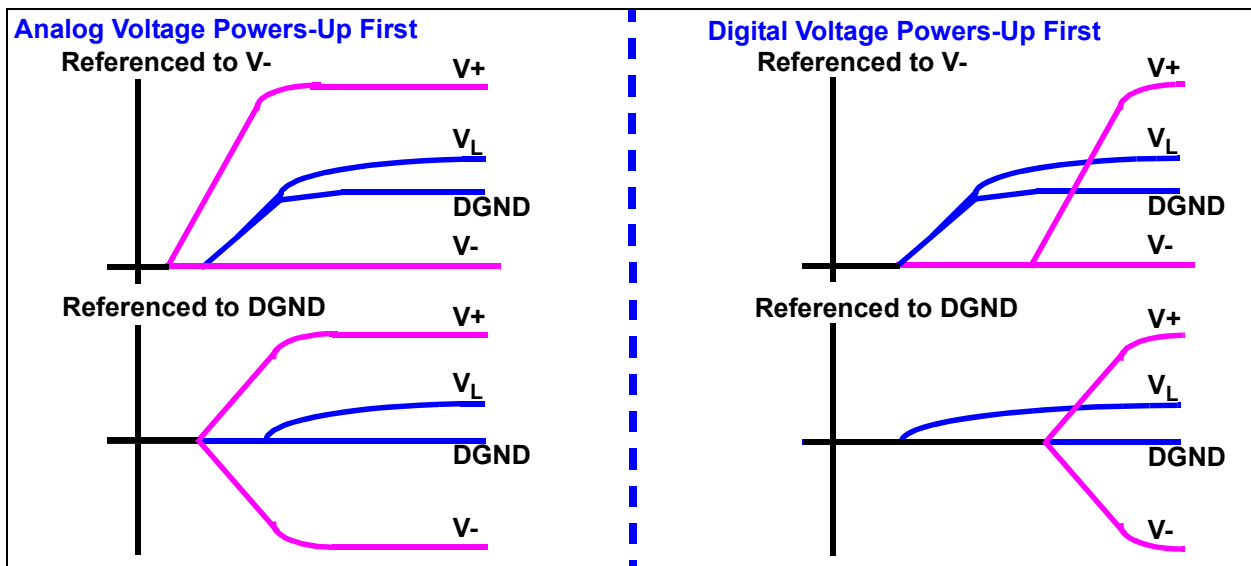 Analog Voltage Powers-Up First
Referenced to V-
V+
VL
DGND
V-
Referenced to DGND
V+
VL
DGND
V-
Digital Voltage Powers-Up First
Referenced to V-
V+
VL
DGND
V-
Referenced to DGND
V+
VL
DGND
V-